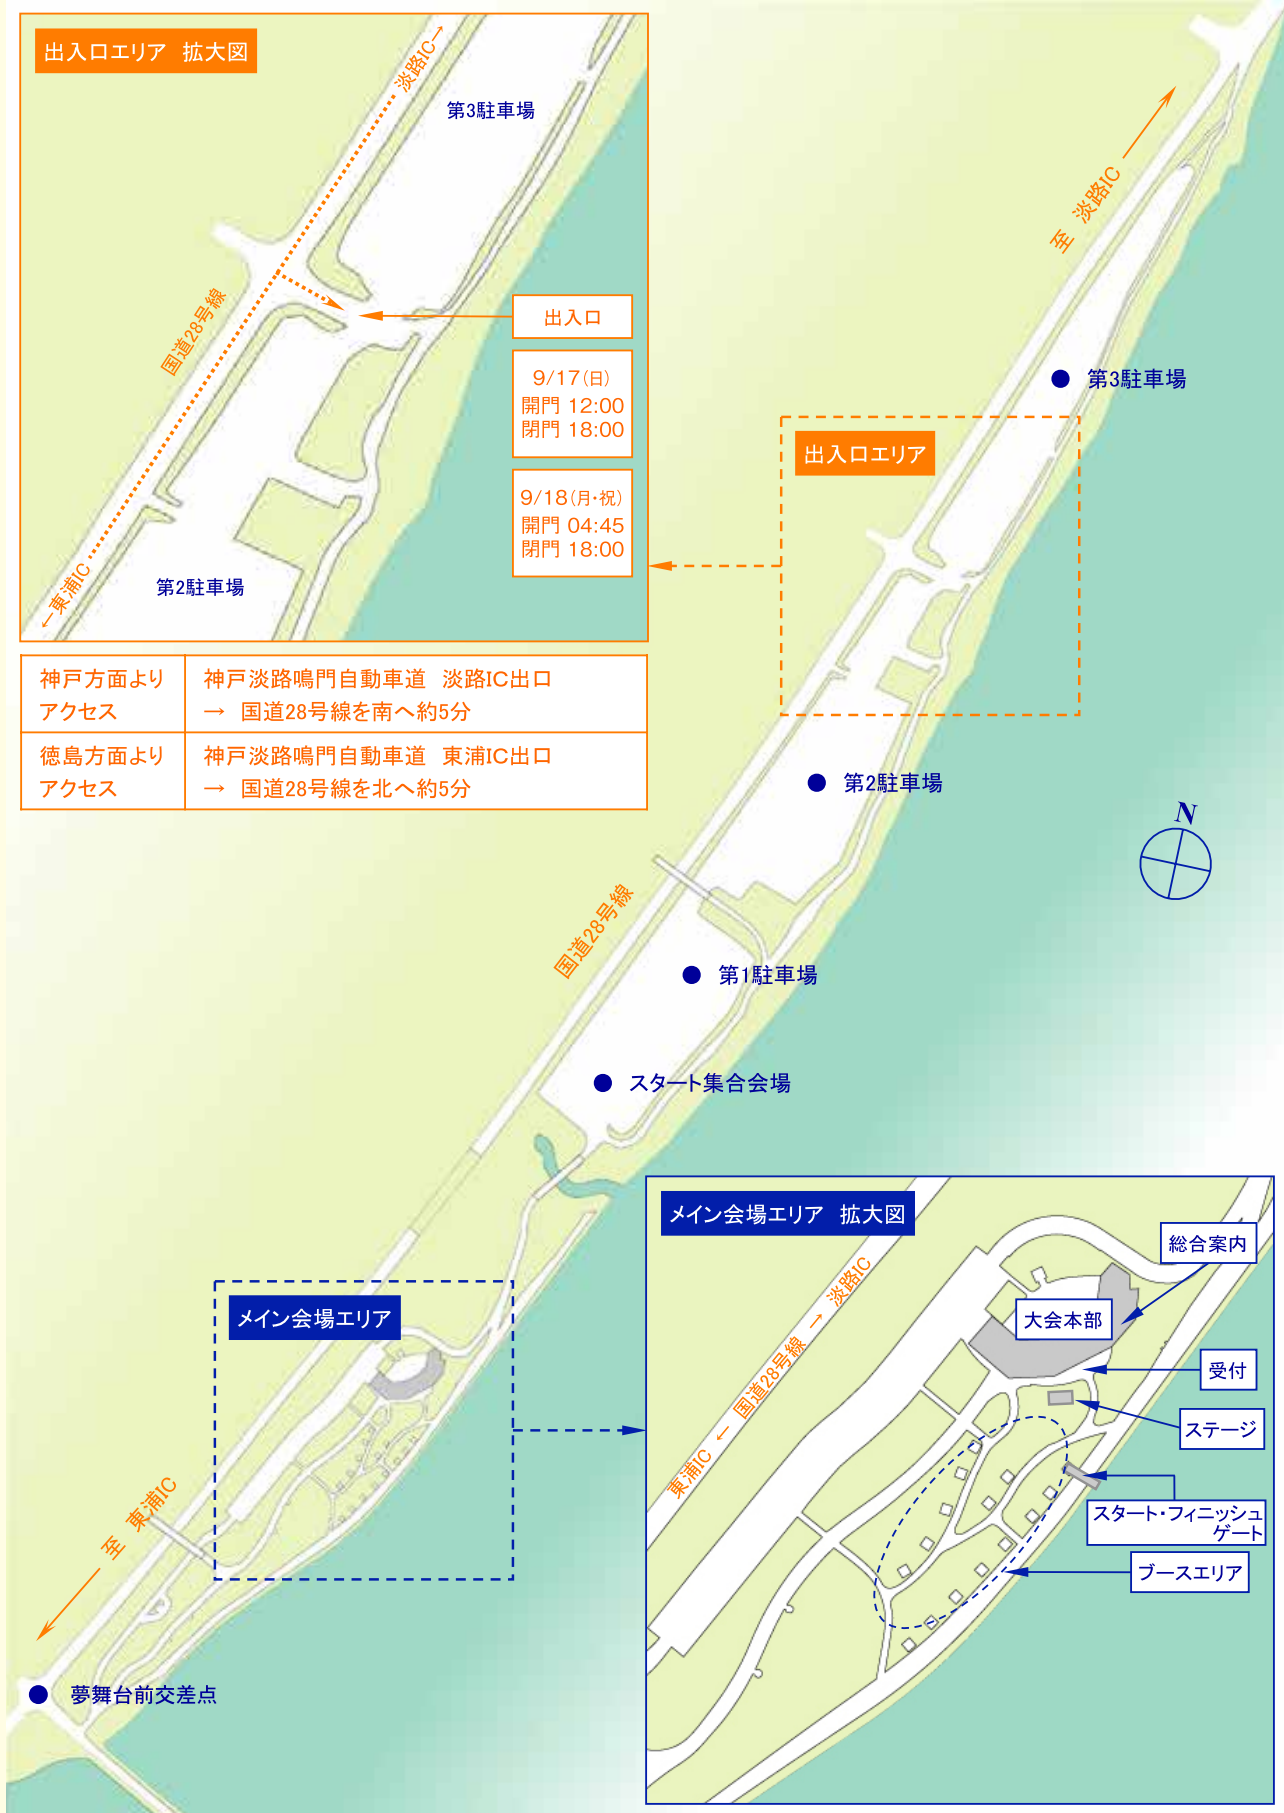 出入口エリア 拡大図
淡路IC→
第3駐車場
国道28号線
出入口
9/17(日)
開門 12:00
閉門 18:00
9/18(月・祝)
開門 04:45
閉門 18:00
←東浦IC
第2駐車場
神戸方面より
アクセス
神戸淡路鳴門自動車道 淡路IC出口
→ 国道28号線を南へ約5分
徳島方面より
アクセス
神戸淡路鳴門自動車道 東浦IC出口
→ 国道28号線を北へ約5分
至 淡路IC
第3駐車場
出入口エリア
第2駐車場
N
国道28号線
第1駐車場
スタート集合会場
メイン会場エリア
至 東浦IC
夢舞台前交差点
メイン会場エリア 拡大図
総合案内
大会本部
受付
ステージ
東浦IC ← 国道28号線 → 淡路IC
スタート・フィニッシュ
ゲート
ブースエリア